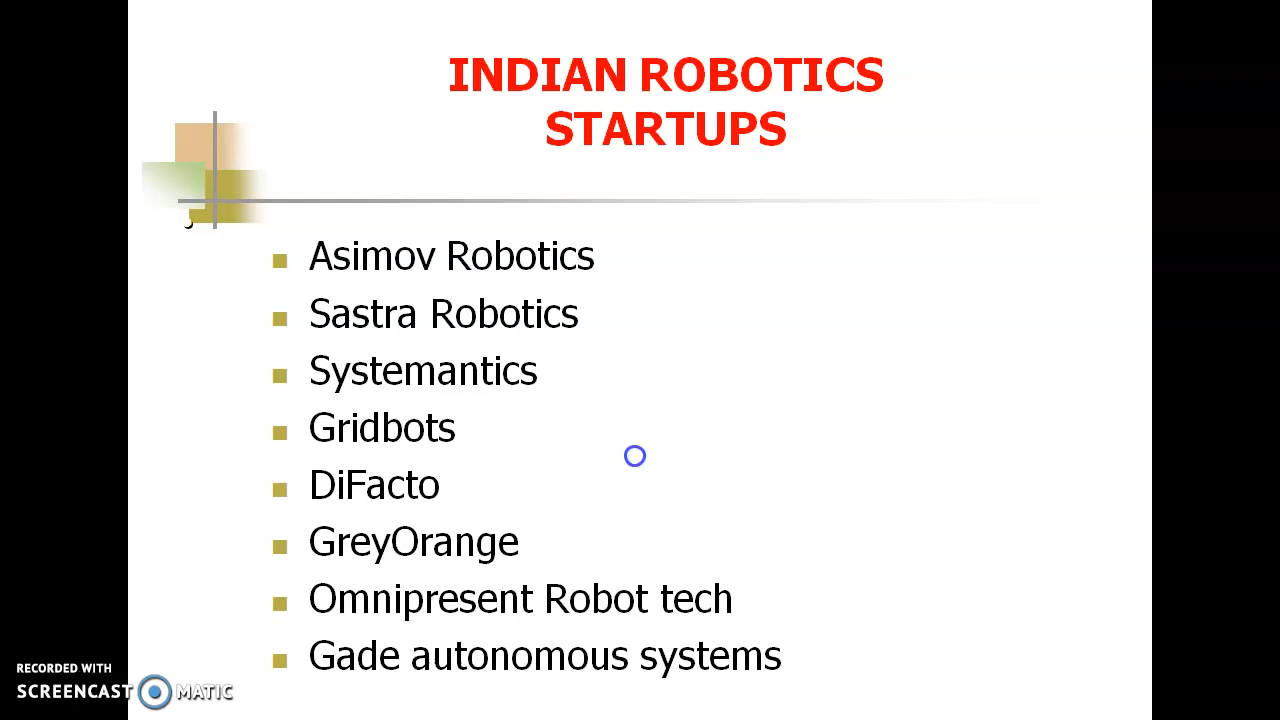 INDIAN ROBOTICS
STARTUPS
Asimov Robotics
Sastra Robotics
Systemantics
Gridbots
DiFacto
GreyOrange
Omnipresent Robot tech
Gade autonomous systems
RECORDED WITH
SCREENCAST MATIC